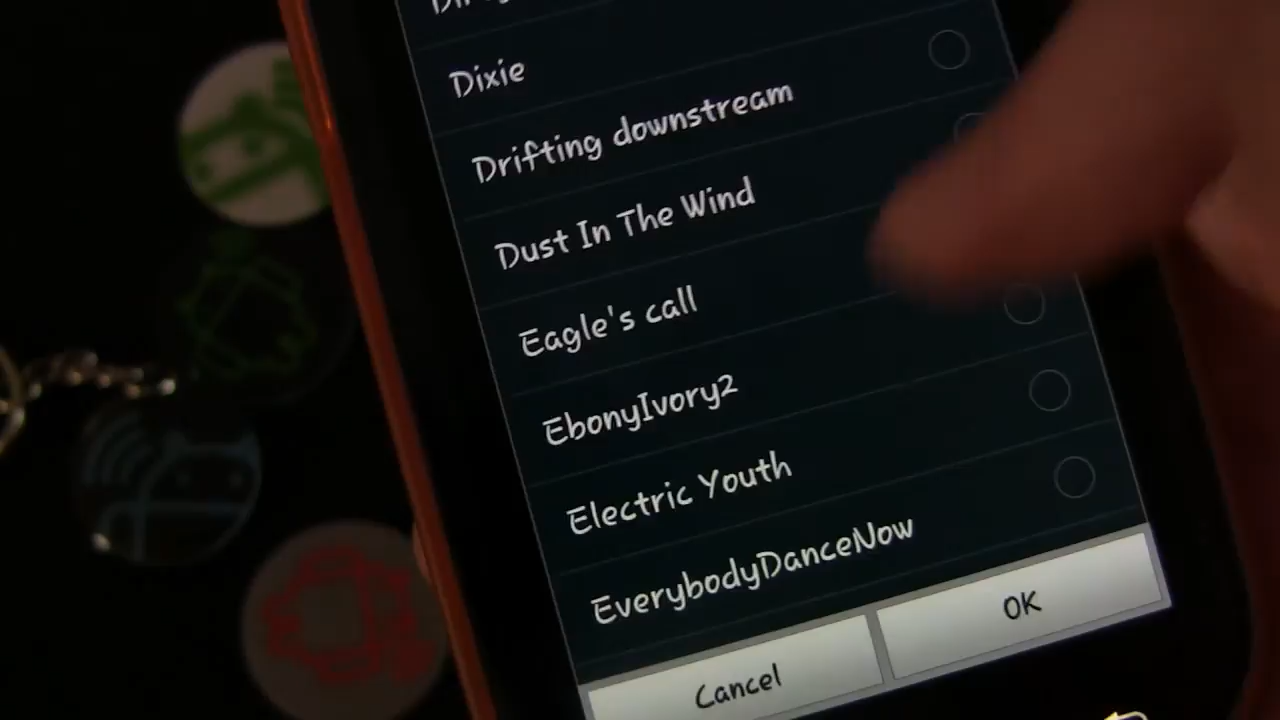 Dixie
Drifting downstream
Dust In The Wind
Eagle's call
EbonyIvory2
Electric Youth
EverybodyDanceNow
Cancel
OK